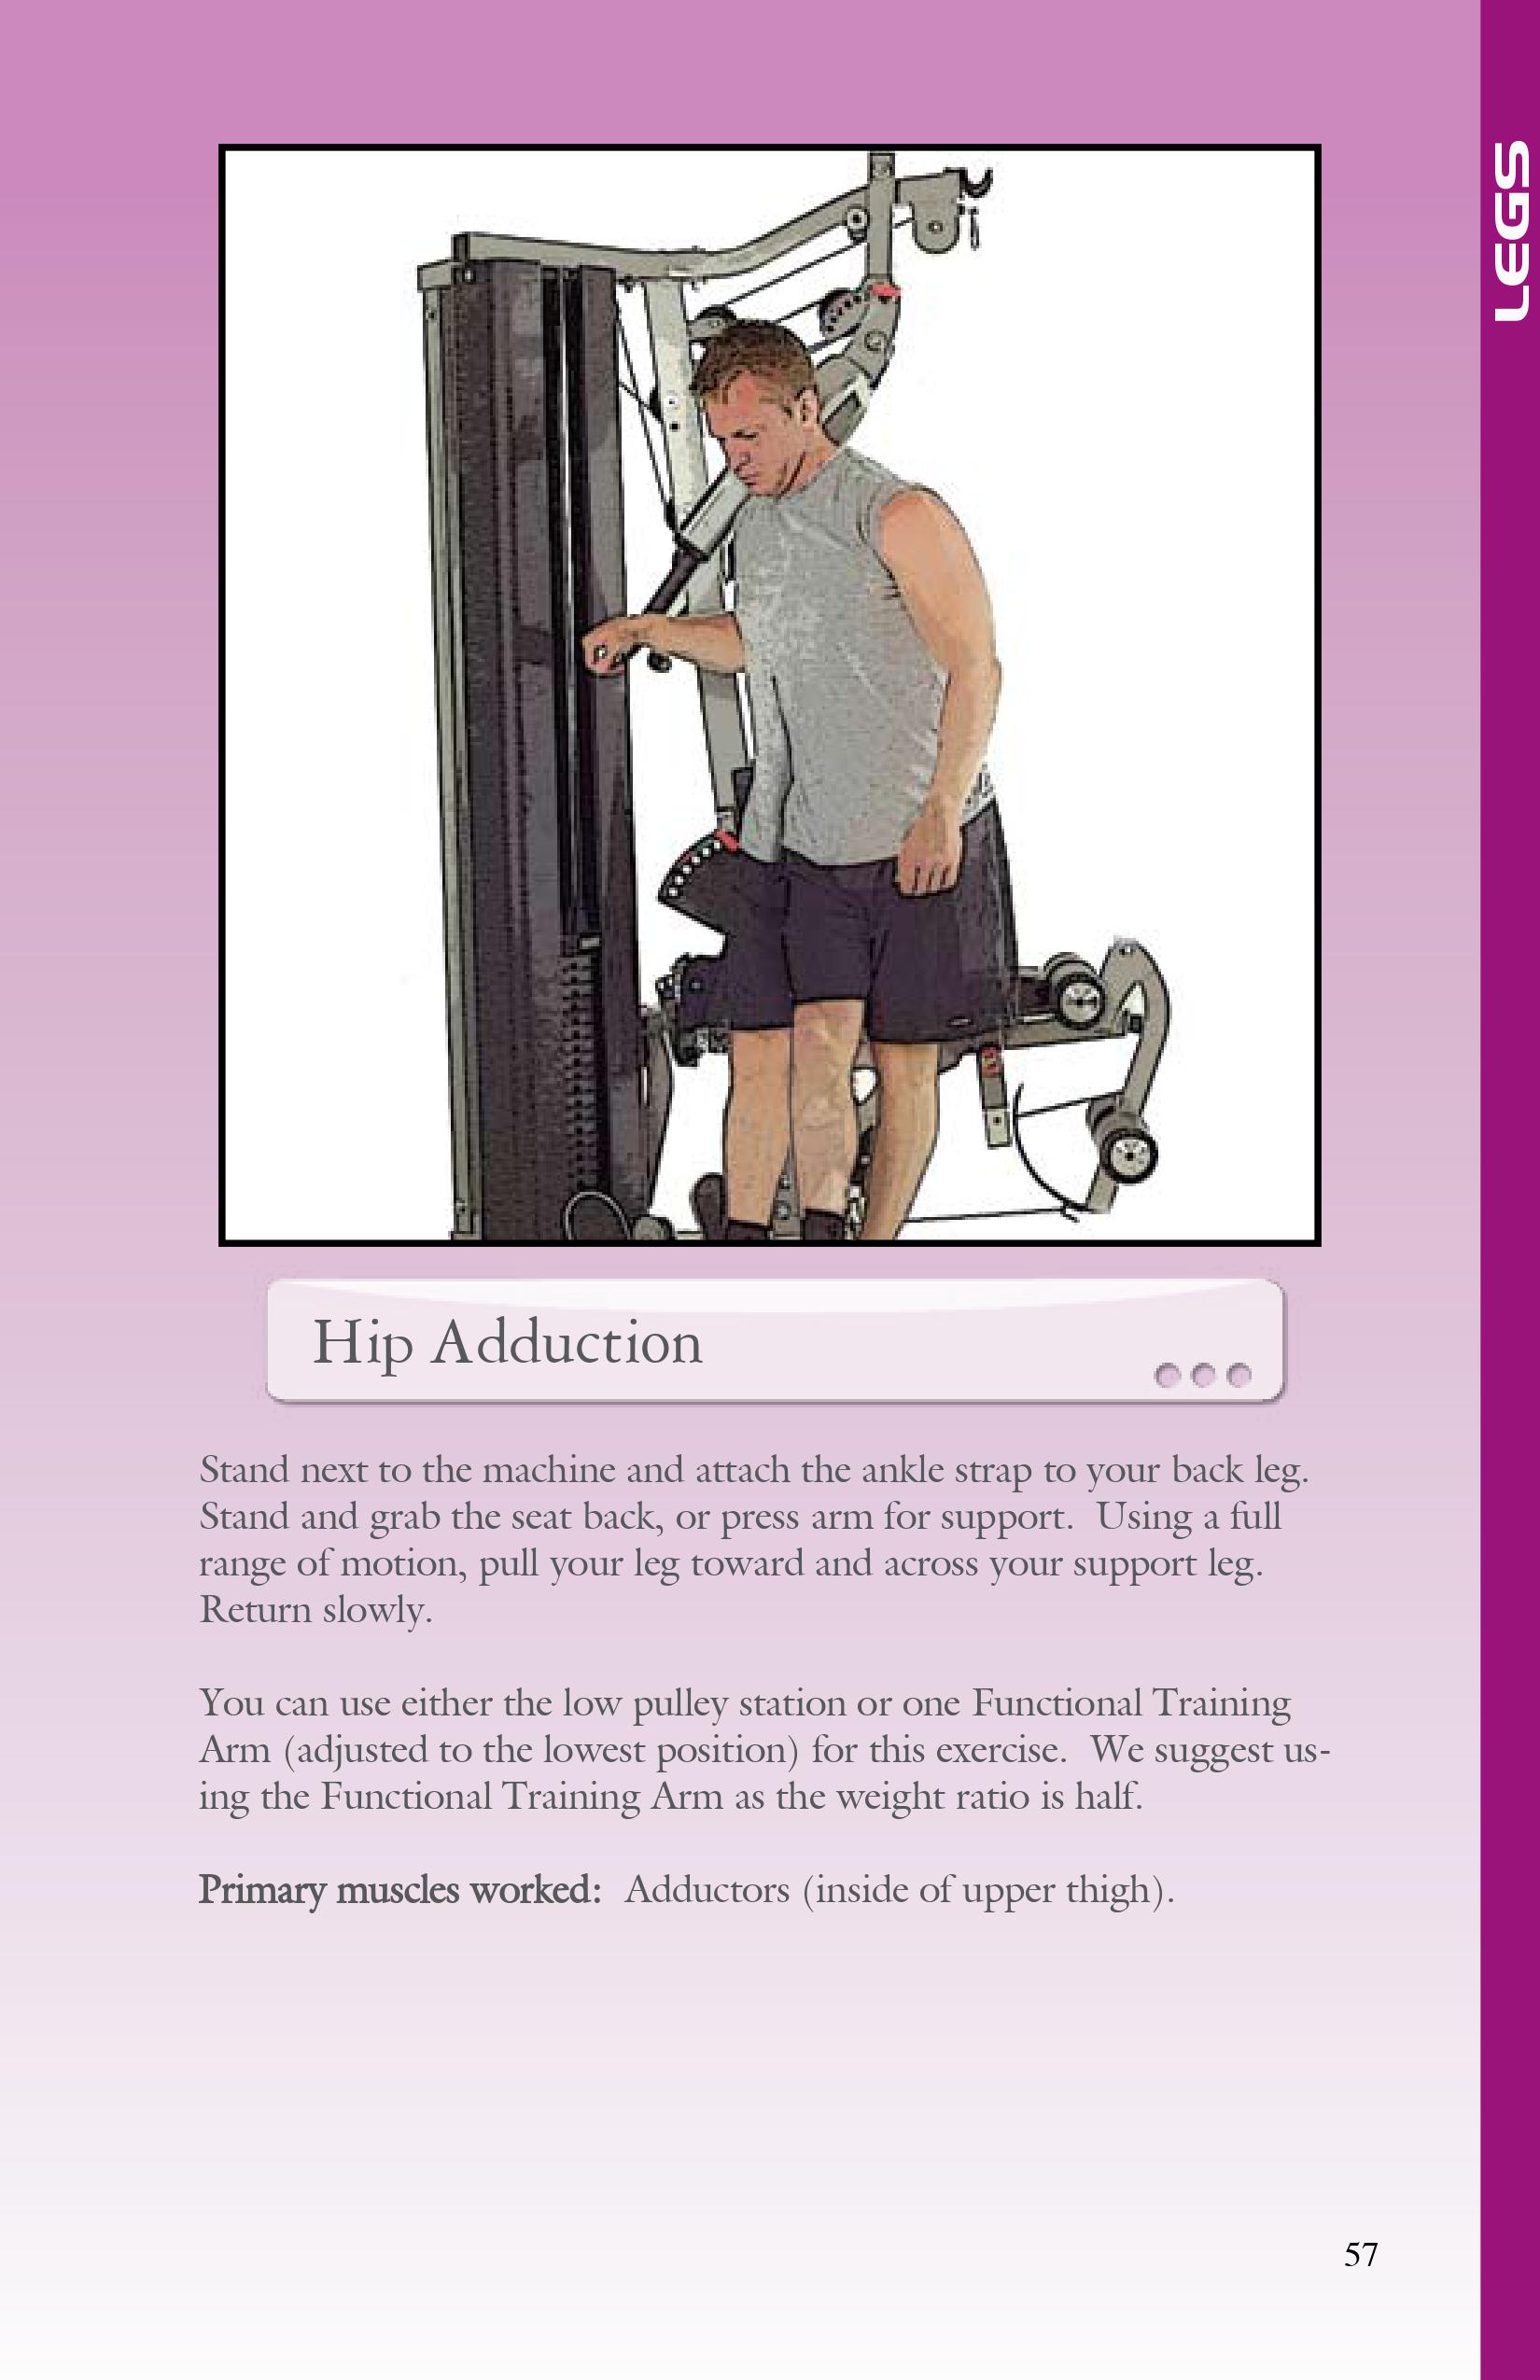 LEGS
Hip Adduction
Stand next to the machine and attach the ankle strap to your back leg.
Stand and grab the seat back, or press arm for support.  Using a full
range of motion, pull your leg toward and across your support leg.
Return slowly.
You can use either the low pulley station or one Functional Training
Arm (adjusted to the lowest position) for this exercise.  We suggest us-
ing the Functional Training Arm as the weight ratio is half.
Primary muscles worked:  Adductors (inside of upper thigh).
57